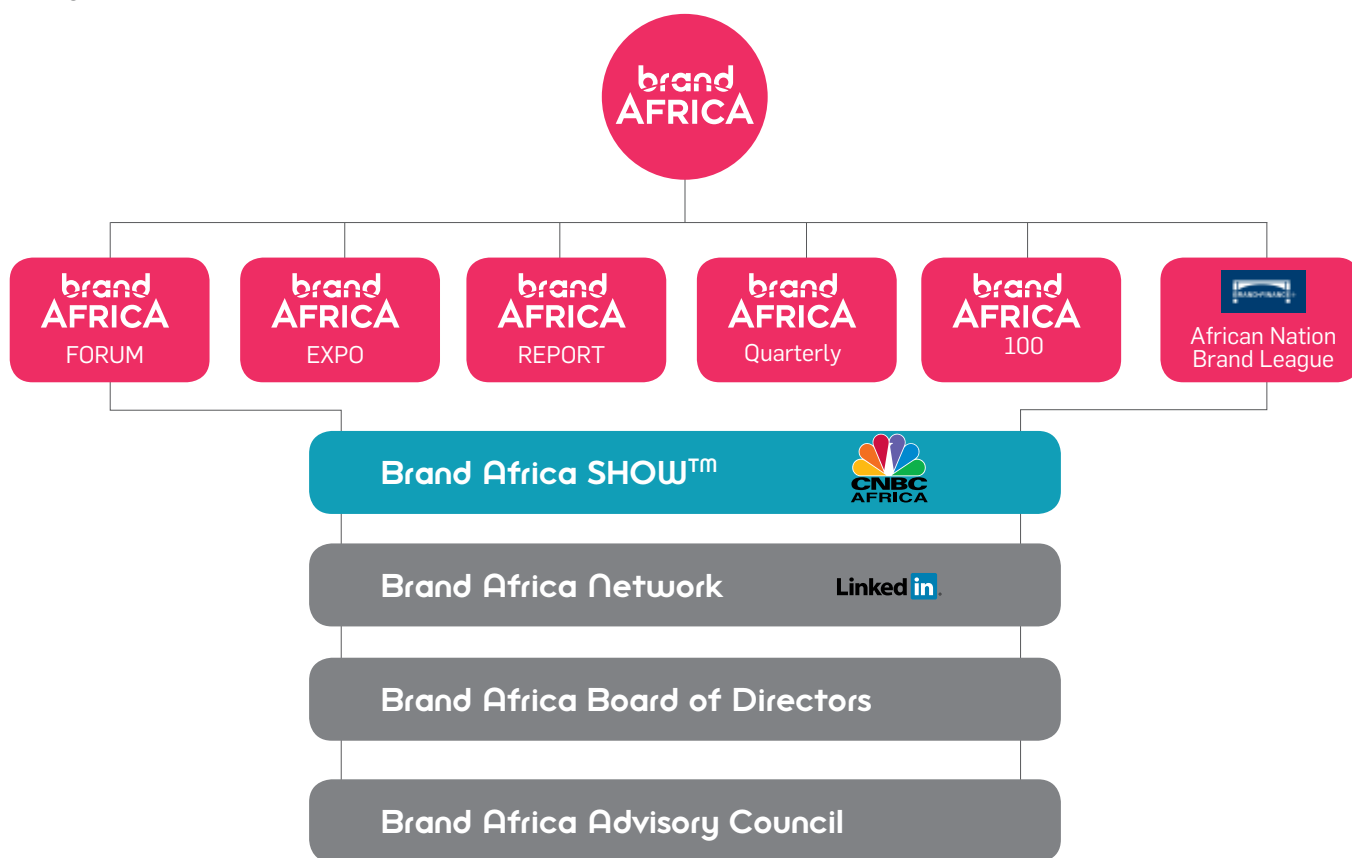 brand
AFRICA
brand
AFRICA
FORUM
brand
AFRICA
EXPO
brand
AFRICA
REPORT
brand
AFRICA
Quarterly
brand
AFRICA
100
BRAND•FINANCE
African Nation
Brand League
Brand Africa SHOW™
CNBC
AFRICA
Brand Africa Network
Linked in.
Brand Africa Board of Directors
Brand Africa Advisory Council